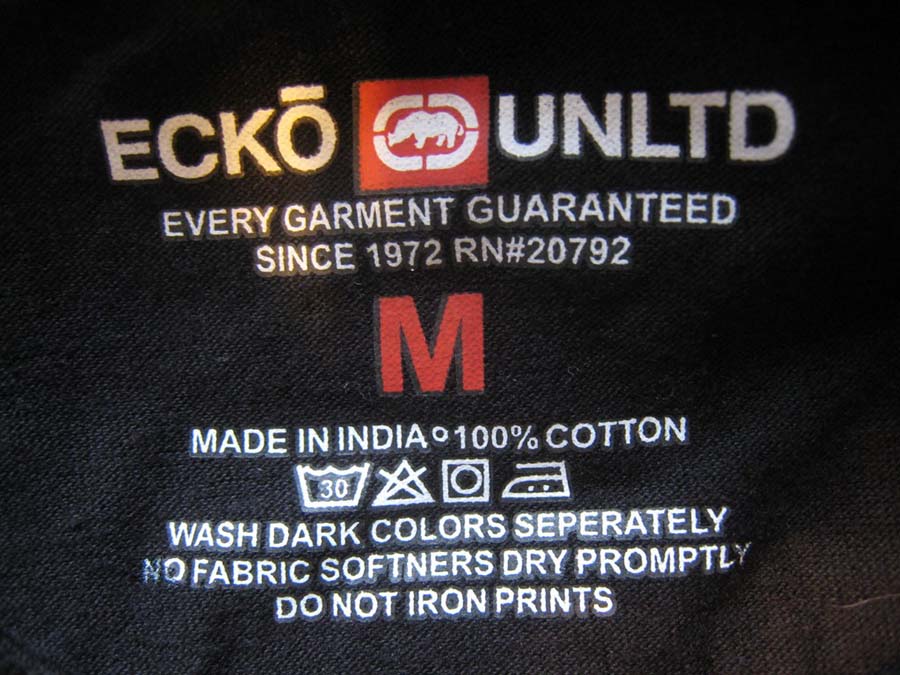 ECKŌ UNLTD
EVERY GARMENT GUARANTEED
SINCE 1972 RN#20792
M
MADE IN INDIA ° 100% COTTON
30
WASH DARK COLORS SEPERATELY
NO FABRIC SOFTNERS DRY PROMPTLY
DO NOT IRON PRINTS